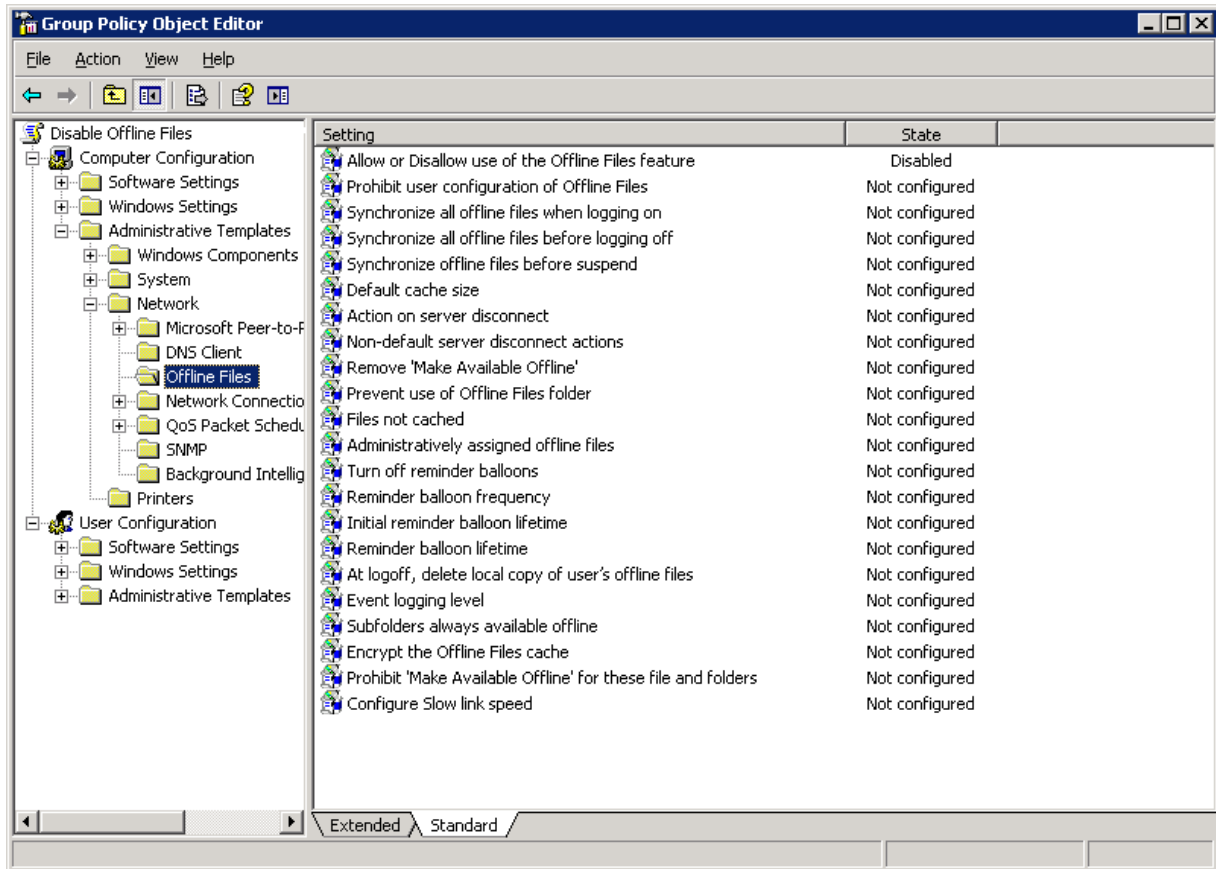 Group Policy Object Editor
File Action View Help
Disable Offline Files
Computer Configuration
Software Settings
Windows Settings
Administrative Templates
Windows Components
System
Network
Microsoft Peer-to-P
DNS Client
Offline Files
Network Connectio
QoS Packet Schedu
SNMP
Background Intellig
Printers
User Configuration
Software Settings
Windows Settings
Administrative Templates
Setting State
Allow or Disallow use of the Offline Files feature Disabled
Prohibit user configuration of Offline Files Not configured
Synchronize all offline files when logging on Not configured
Synchronize all offline files before logging off Not configured
Synchronize offline files before suspend Not configured
Default cache size Not configured
Action on server disconnect Not configured
Non-default server disconnect actions Not configured
Remove 'Make Available Offline' Not configured
Prevent use of Offline Files folder Not configured
Files not cached Not configured
Administratively assigned offline files Not configured
Turn off reminder balloons Not configured
Reminder balloon frequency Not configured
Initial reminder balloon lifetime Not configured
Reminder balloon lifetime Not configured
At logoff, delete local copy of user's offline files Not configured
Event logging level Not configured
Subfolders always available offline Not configured
Encrypt the Offline Files cache Not configured
Prohibit 'Make Available Offline' for these file and folders Not configured
Configure Slow link speed Not configured
Extended Standard